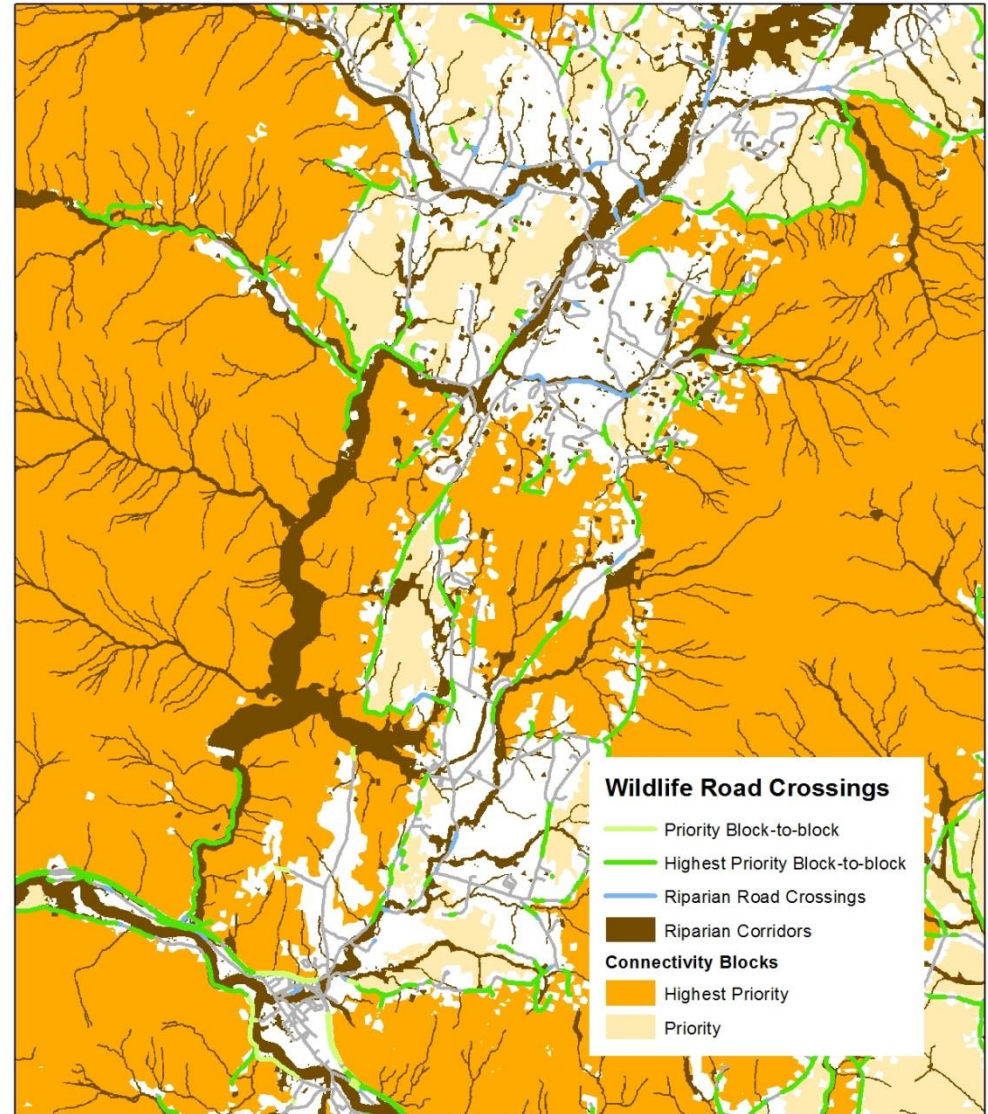 Wildlife Road Crossings
Priority Block-to-block
Highest Priority Block-to-block
Riparian Road Crossings
Riparian Corridors
Connectivity Blocks
Highest Priority
Priority